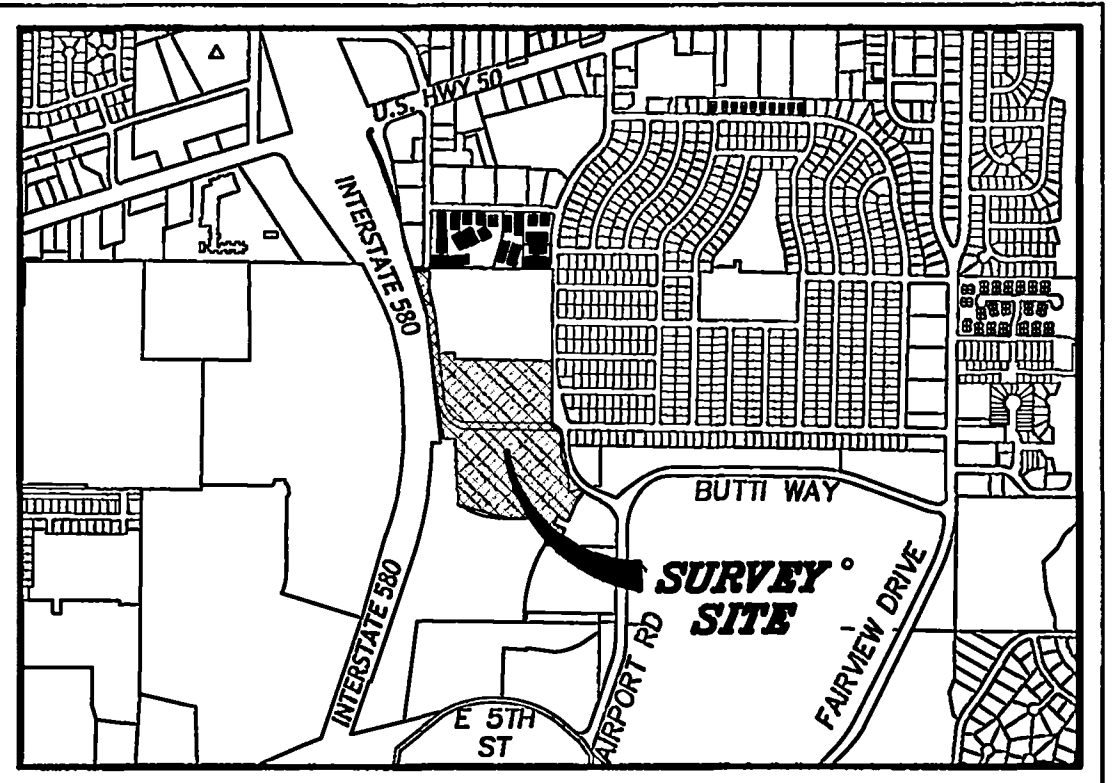 U.S. HWY 50
INTERSTATE 580
BUTTI WAY
SURVEY
SITE
INTERSTATE 580
AIRPORT RD
FAIRVIEW DRIVE
E 5TH
ST